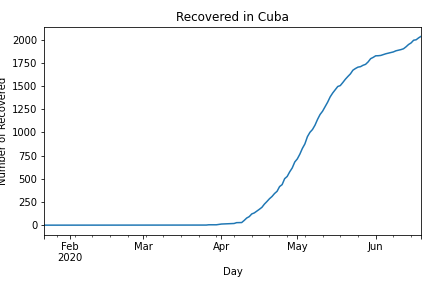 Recovered in Cuba
Number of Recovered
2000
1750
1500
1250
1000
750
500
250
0
Feb
2020
Mar
Apr
May
Jun
Day